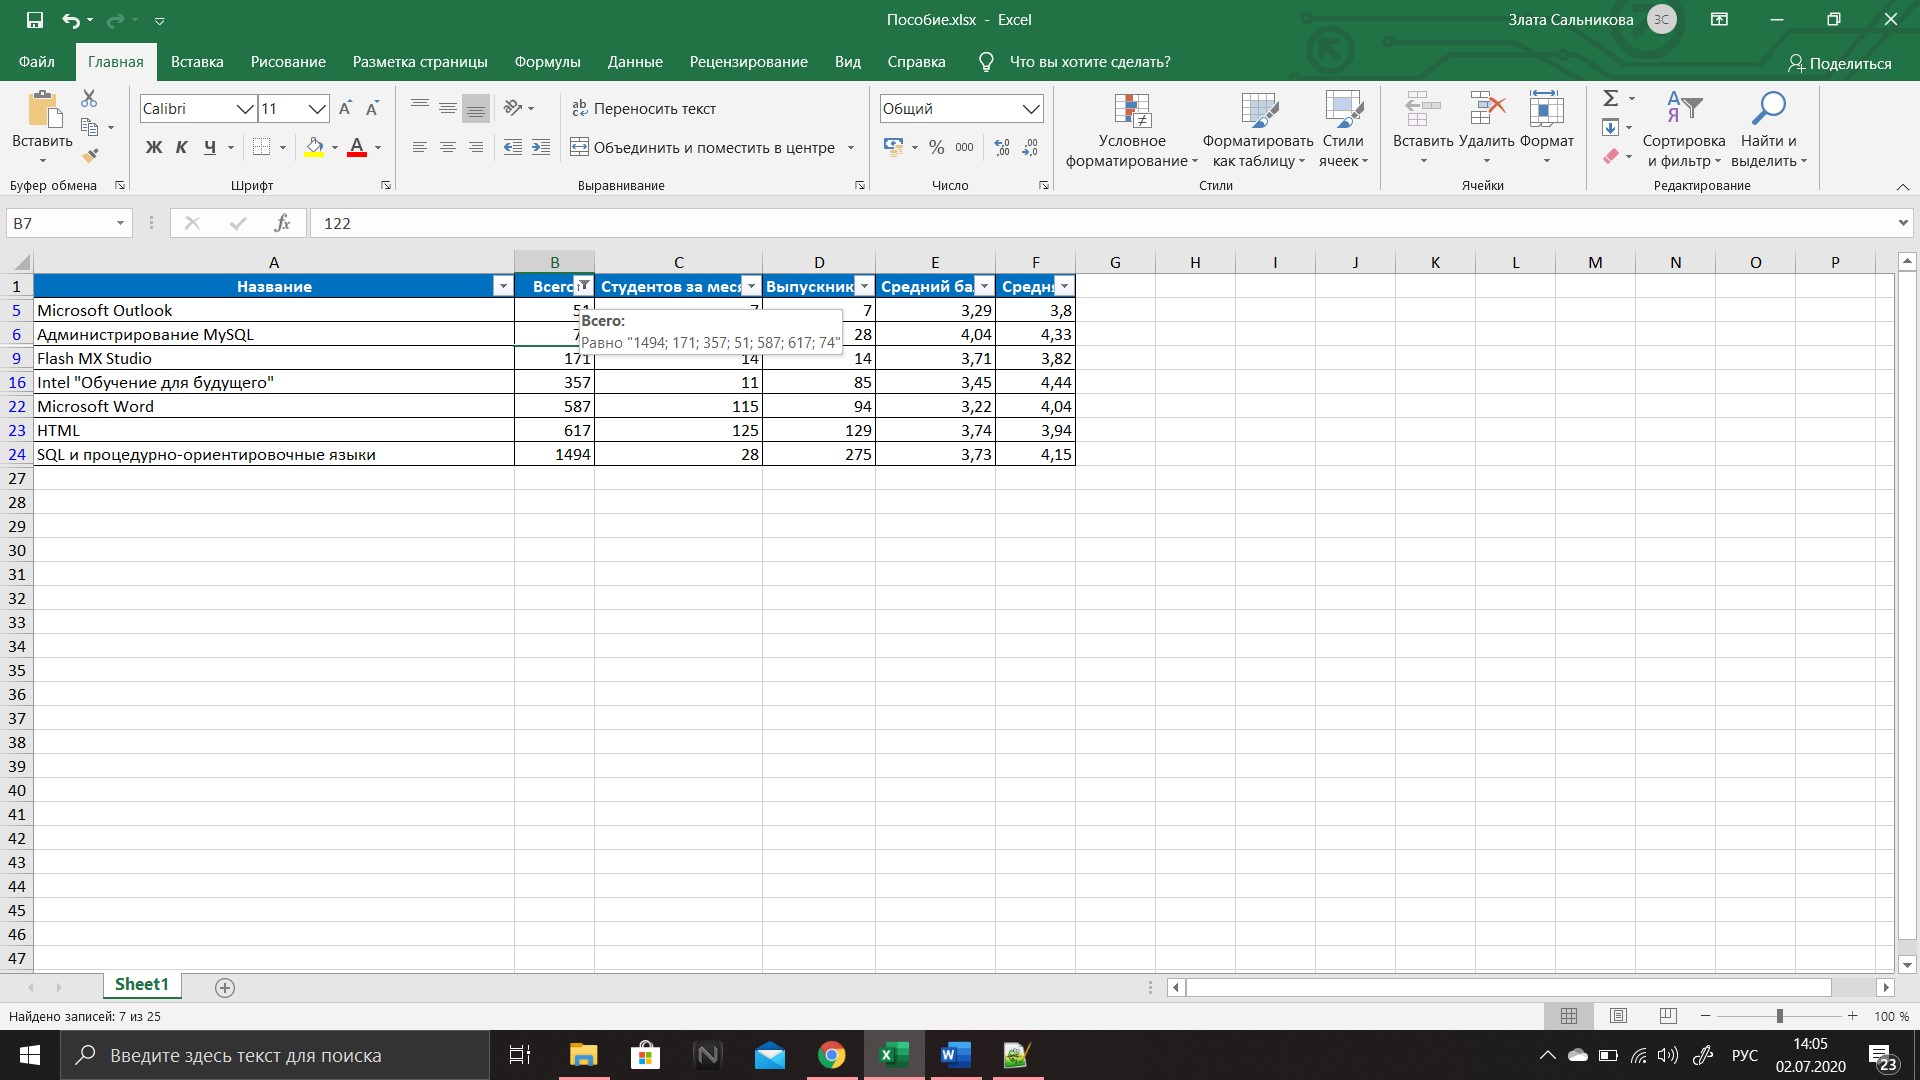 Пособие.xlsx - Excel
Злата Сальникова
ЗС
Файл Главная Вставка Рисование Разметка страницы Формулы Данные Рецензирование Вид Справка Что вы хотите сделать? Поделиться
Вставить
Calibri 11
Ж К Ч
Переносить текст
Объединить и поместить в центре
Общий
% 000
Условное форматирование
Форматировать как таблицу
Стили ячеек
Вставить Удалить Формат
Сортировка и фильтр
Найти и выделить
Буфер обмена Шрифт Выравнивание Число Стили Ячейки Редактирование
B7 fx 122
A B C D E F G H I J K L M N O P
1 Название Всего Студентов за меся Выпускник Средний ба Средня
5 Microsoft Outlook 51 7 7 3,29 3,8
Всего:
6 Администрирование MySQL 28 4,04 4,33
Равно "1494; 171; 357; 51; 587; 617; 74"
9 Flash MX Studio 171 14 14 3,71 3,82
16 Intel "Обучение для будущего" 357 11 85 3,45 4,44
22 Microsoft Word 587 115 94 3,22 4,04
23 HTML 617 125 129 3,74 3,94
24 SQL и процедурно-ориентировочные языки 1494 28 275 3,73 4,15
27
28
29
30
31
32
33
34
35
36
37
38
39
40
41
42
43
44
45
46
47
Sheet1
Найдено записей: 7 из 25
100 %
Введите здесь текст для поиска
РУС
14:05
02.07.2020
23